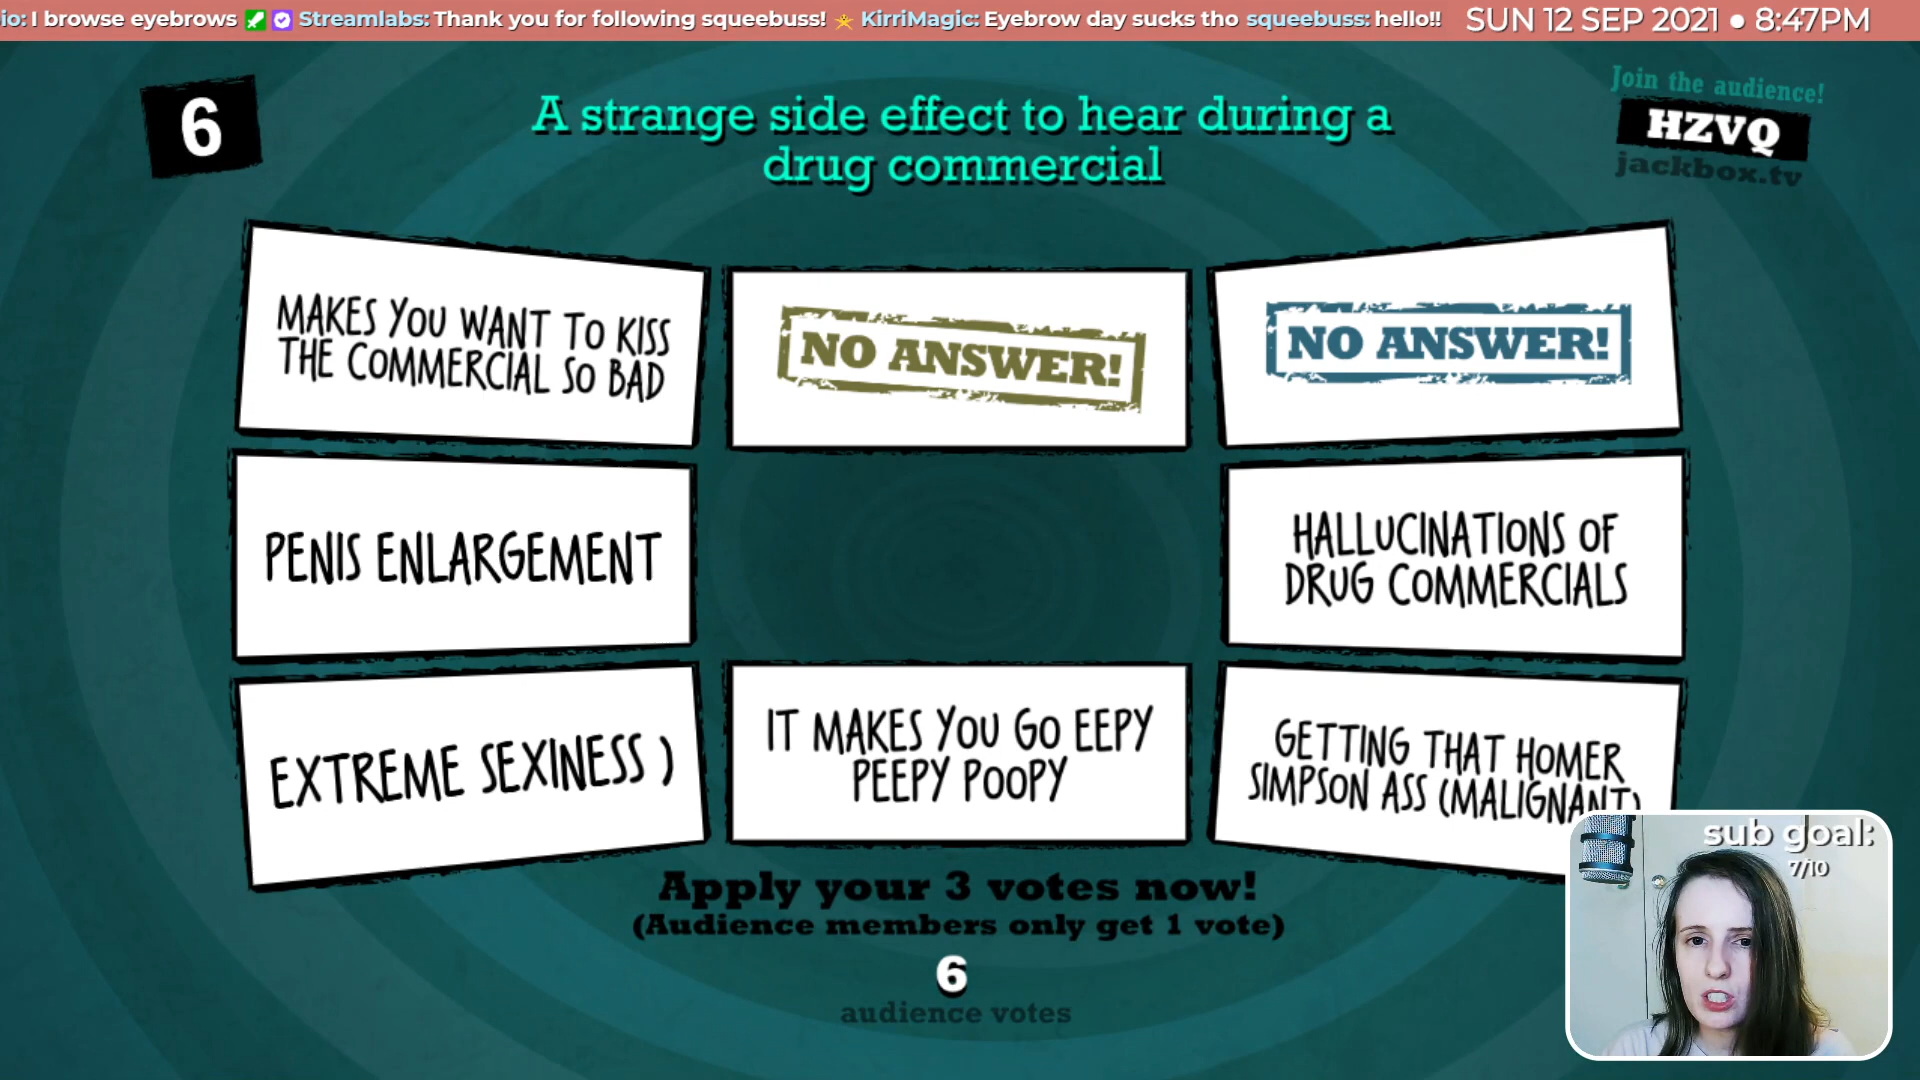 io: I browse eyebrows Streamlabs: Thank you for following squeebuss! KirriMagic: Eyebrow day sucks tho squeebuss: hello!! SUN 12 SEP 2021 ● 8:47PM
6
A strange side effect to hear during a
drug commercial
Join the audience!
HZVQ
jackbox.tv
MAKES YOU WANT TO KISS
THE COMMERCIAL SO BAD
NO ANSWER!
NO ANSWER!
PENIS ENLARGEMENT
HALLUCINATIONS OF
DRUG COMMERCIALS
EXTREME SEXINESS )
IT MAKES YOU GO EEPY
PEEPY POOPY
GETTING THAT HOMER
SIMPSON ASS (MALIGNANT)
Apply your 3 votes now!
(Audience members only get 1 vote)
6
audience votes
sub goal:
7/10